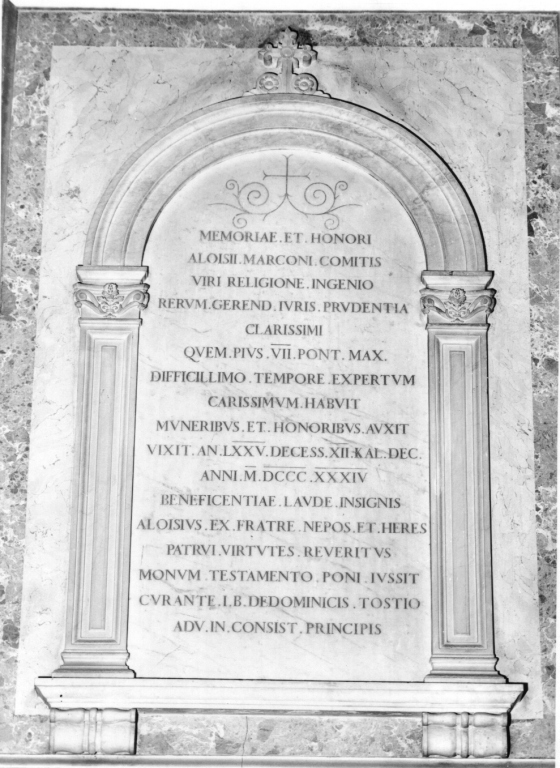 MEMORIAE.ET.HONORI
ALOISII.MARCONI.COMITIS
VIRI RELIGIONE.INGENIO
RERVM.GEREND.IVRIS.PRVDENTIA
CLARISSIMI
QVEM.PIVS.VII.PONT.MAX.
DIFFICILLIMO.TEMPORE.EXPERTVM
CARISSIMVM.HABVIT
MVNERIBVS.ET.HONORIBVS.AVXIT
VIXIT.AN.LXXV.DECESS.XII.KAL.DEC.
ANNI.M.DCCC.XXXIV
BENEFICENTIAE.LAVDE.INSIGNIS
ALOISIVS.EX.FRATRE.NEPOS.ET.HERES
PATRVI.VIRTVTES.REVERITVS
MONVM.TESTAMENTO.PONI.IVSSIT
CVRANTE.I.B.DEDOMINICIS.TOSTIO
ADV.IN.CONSIST.PRINCIPIS